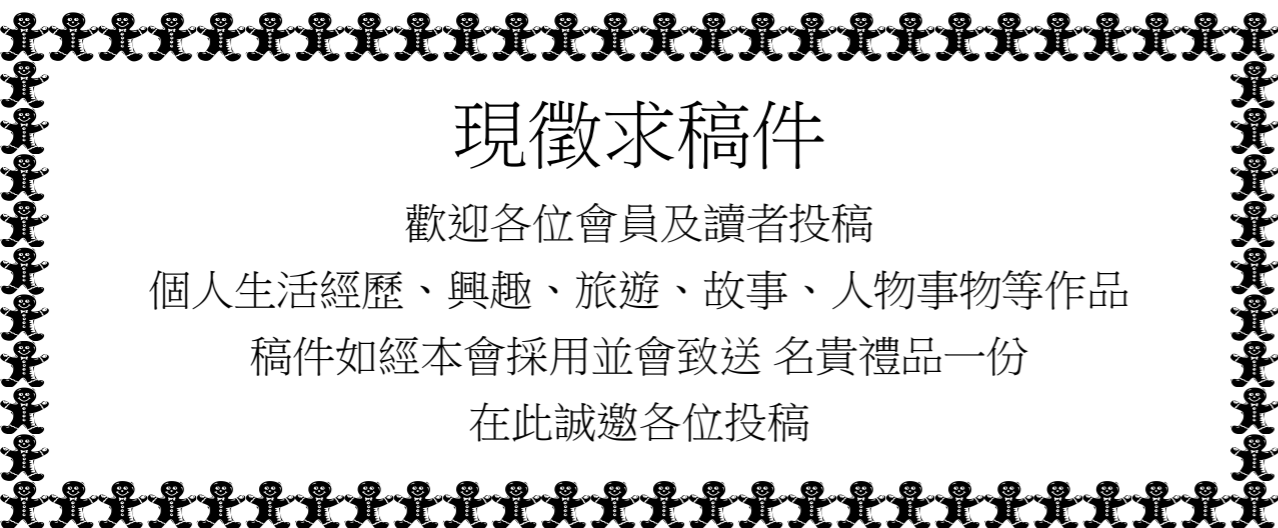 現徵求稿件
歡迎各位會員及讀者投稿
個人生活經歷、興趣、旅遊、故事、人物事物等作品
稿件如經本會採用並會致送 名貴禮品一份
在此誠邀各位投稿